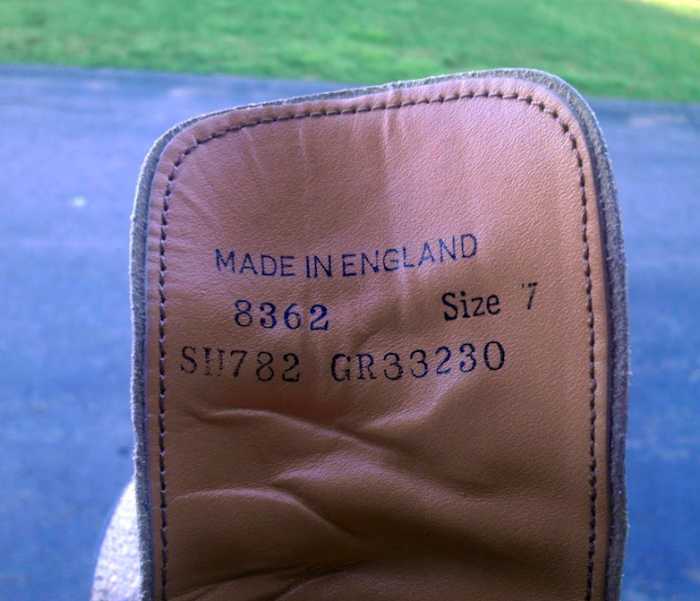 MADE IN ENGLAND
8362 Size 7
SH782 GR33230